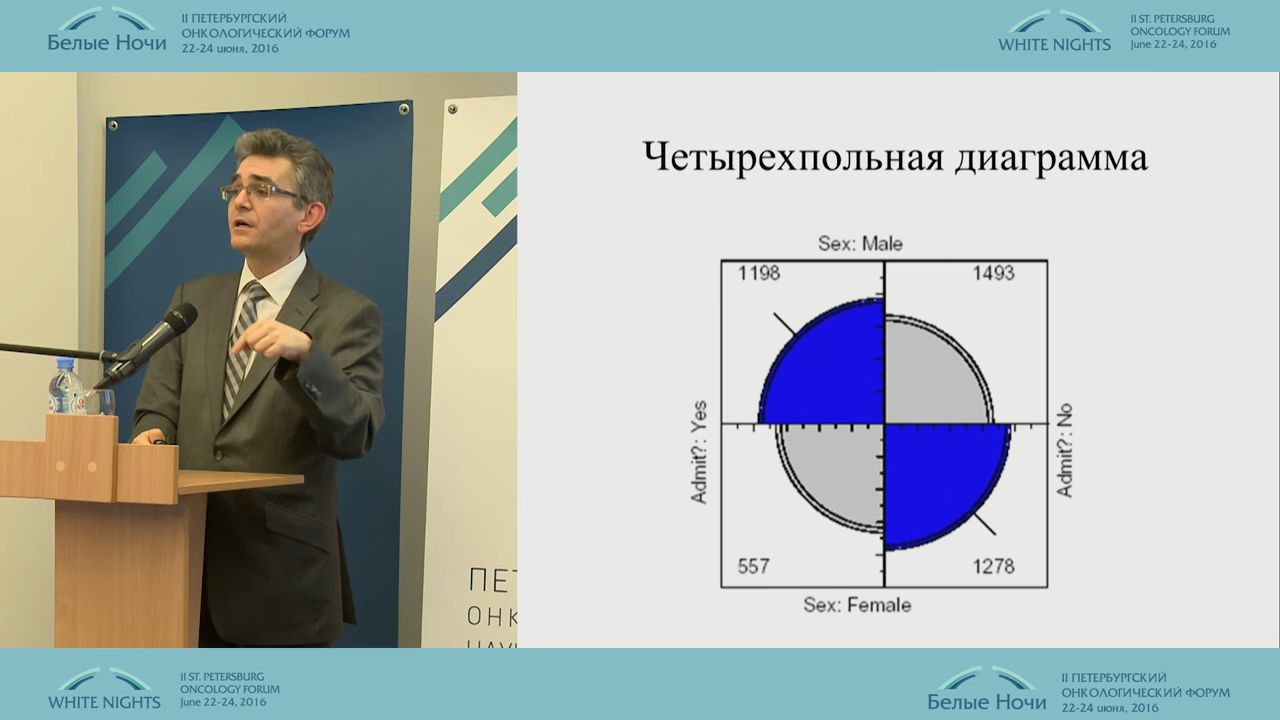 Белые Ночи
II ПЕТЕРБУРГСКИЙ
ОНКОЛОГИЧЕСКИЙ ФОРУМ
22-24 июня, 2016
WHITE NIGHTS
II ST. PETERSBURG
ONCOLOGY FORUM
June 22-24, 2016
Четырехпольная диаграмма
Sex: Male
1198
1493
Admit?: Yes
Admit?: No
557
1278
Sex: Female
ПЕТ
ОНК
НАУ
WHITE NIGHTS
II ST. PETERSBURG
ONCOLOGY FORUM
June 22-24, 2016
Белые Ночи
II ПЕТЕРБУРГСКИЙ
ОНКОЛОГИЧЕСКИЙ ФОРУМ
22-24 июня, 2016